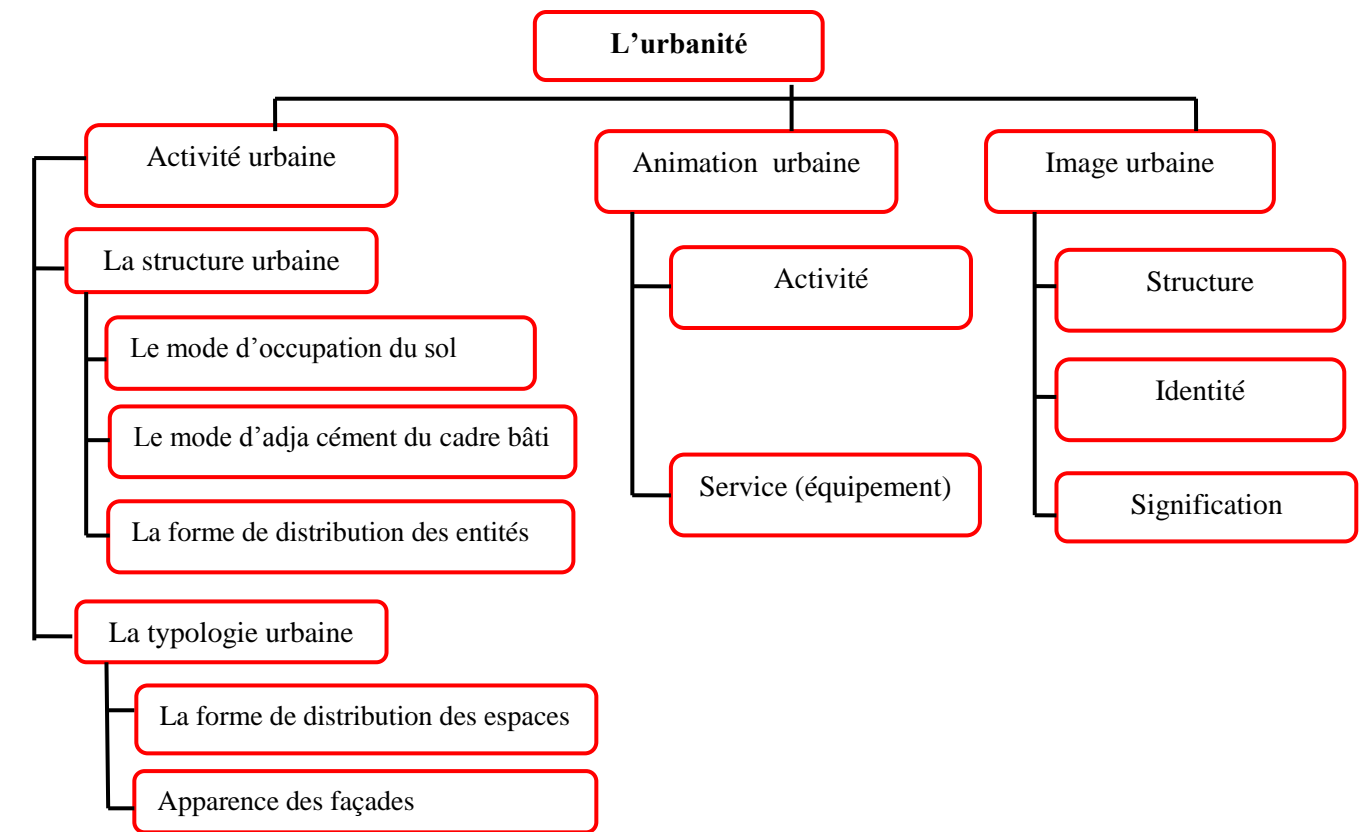 L’urbanité
Activité urbaine
Animation urbaine
Image urbaine
La structure urbaine
Le mode d’occupation du sol
Le mode d’adja cément du cadre bâti
La forme de distribution des entités
La typologie urbaine
La forme de distribution des espaces
Apparence des façades
Activité
Service (équipement)
Structure
Identité
Signification